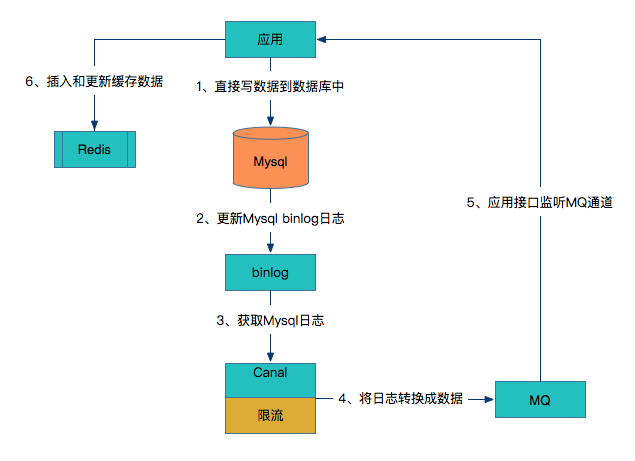 应用
6、插入和更新缓存数据
1、直接写数据到数据库中
Redis
Mysql
2、更新Mysql binlog日志
5、应用接口监听MQ通道
binlog
3、获取Mysql日志
Canal
4、将日志转换成数据
MQ
限流